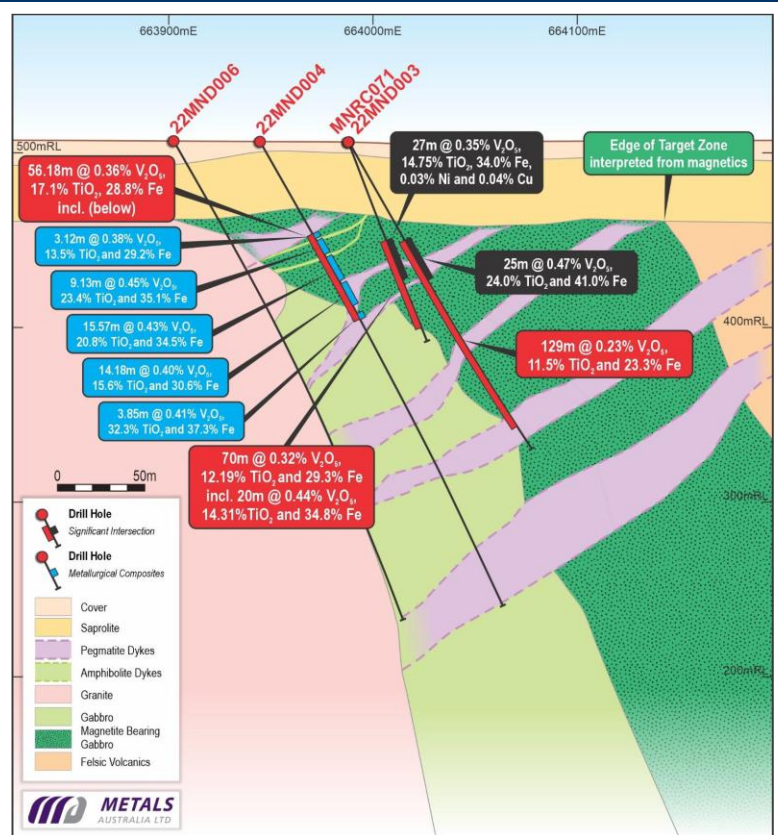 663900mE
664000mE
664100mE
22MND006
22MND004
MNRC071
22MND003
500mRL
56.18m @ 0.36% V₂O₅,
17.1% TiO₂, 28.8% Fe
incl. (below)
27m @ 0.35% V₂O₅,
14.75% TiO₂, 34.0% Fe,
0.03% Ni and 0.04% Cu
Edge of Target Zone
interpreted from magnetics
3.12m @ 0.38% V₂O₅,
13.5% TiO₂ and 29.2% Fe
9.13m @ 0.45% V₂O₅,
23.4% TiO₂ and 35.1% Fe
25m @ 0.47% V₂O₅,
24.0% TiO₂ and 41.0% Fe
15.57m @ 0.43% V₂O₅,
20.8% TiO₂ and 34.5% Fe
400mRL
129m @ 0.23% V₂O₅,
11.5% TiO₂ and 23.3% Fe
14.18m @ 0.40% V₂O₅,
15.6% TiO₂ and 30.6% Fe
3.85m @ 0.41% V₂O₅,
32.3% TiO₂ and 37.3% Fe
70m @ 0.32% V₂O₅,
12.19% TiO₂ and 29.3% Fe
incl. 20m @ 0.44% V₂O₅,
14.31%TiO₂ and 34.8% Fe
0 50m
300mRL
200mRL
Drill Hole
Significant Intersection
Drill Hole
Metallurgical Composites
Cover
Saprolite
Pegmatite Dykes
Amphibolite Dykes
Granite
Gabbro
Magnetite Bearing
Gabbro
Felsic Volcanics
METALS
AUSTRALIA LTD